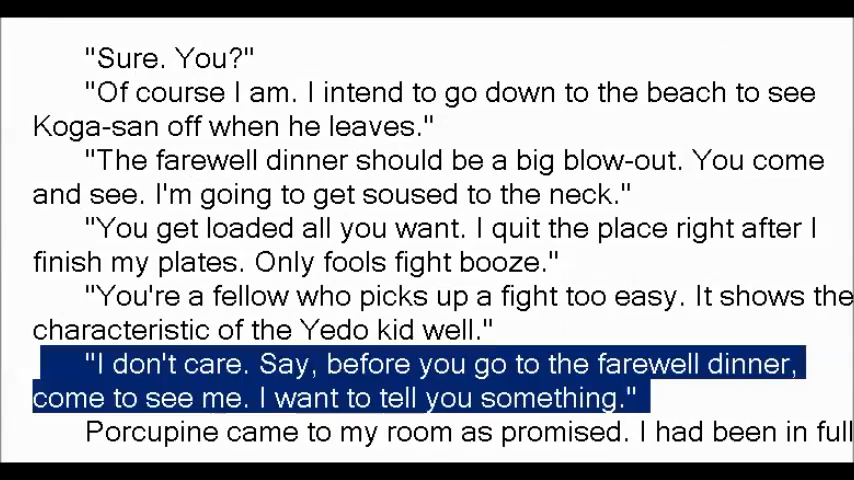 "Sure. You?"
"Of course I am. I intend to go down to the beach to see
Koga-san off when he leaves."
"The farewell dinner should be a big blow-out. You come
and see. I'm going to get soused to the neck."
"You get loaded all you want. I quit the place right after I
finish my plates. Only fools fight booze."
"You're a fellow who picks up a fight too easy. It shows the
characteristic of the Yedo kid well."
"I don't care. Say, before you go to the farewell dinner,
come to see me. I want to tell you something."
Porcupine came to my room as promised. I had been in full